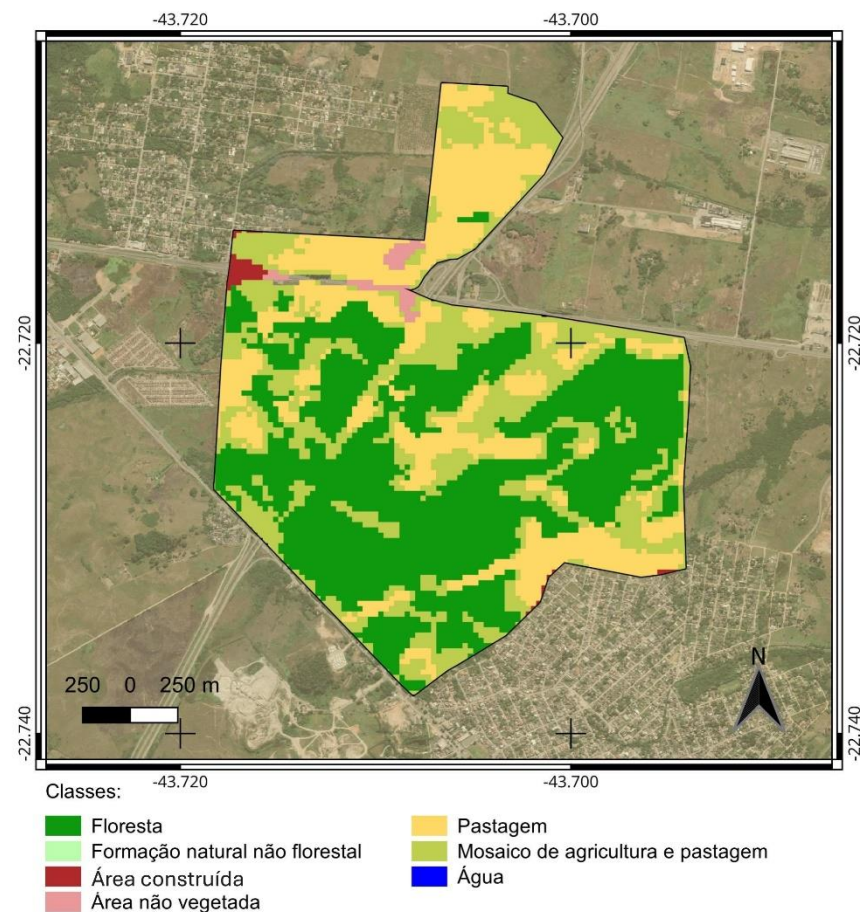 -43.720 -43.700
-22.720 -22.720
250 0 250 m
N
-22.740 -22.740
-43.720 -43.700
Classes:
Floresta
Formação natural não florestal
Área construída
Área não vegetada
Pastagem
Mosaico de agricultura e pastagem
Água